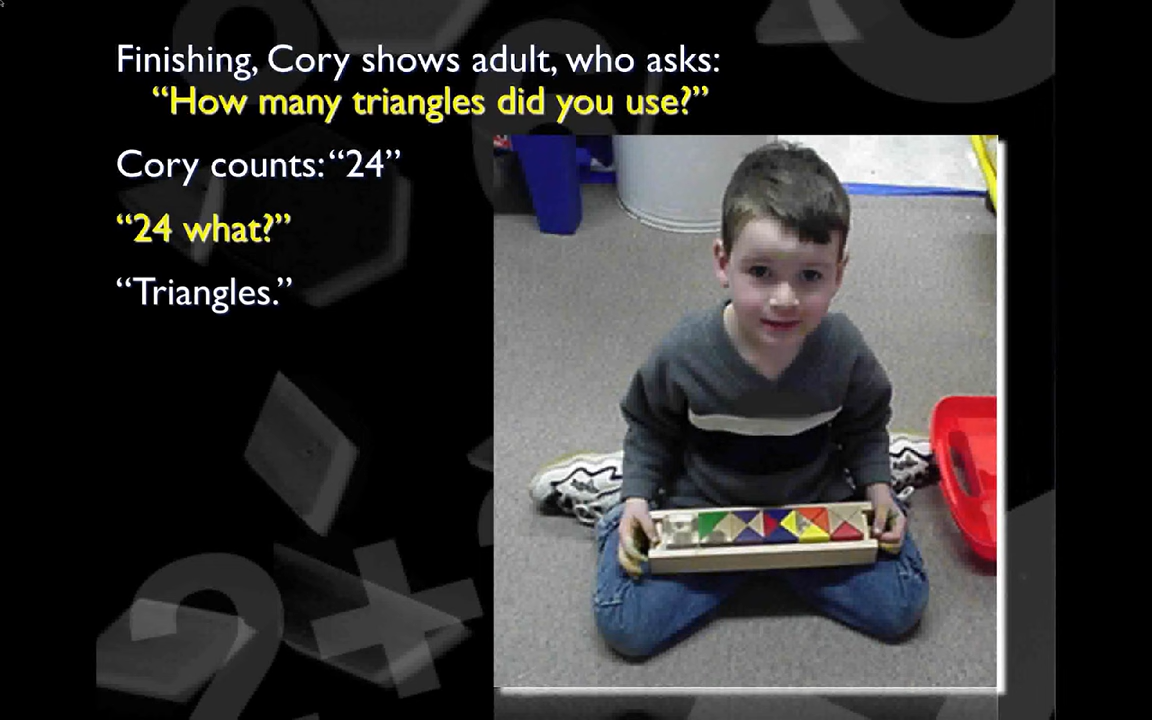 Finishing, Cory shows adult, who asks:
“How many triangles did you use?”
Cory counts: “24”
“24 what?”
“Triangles.”